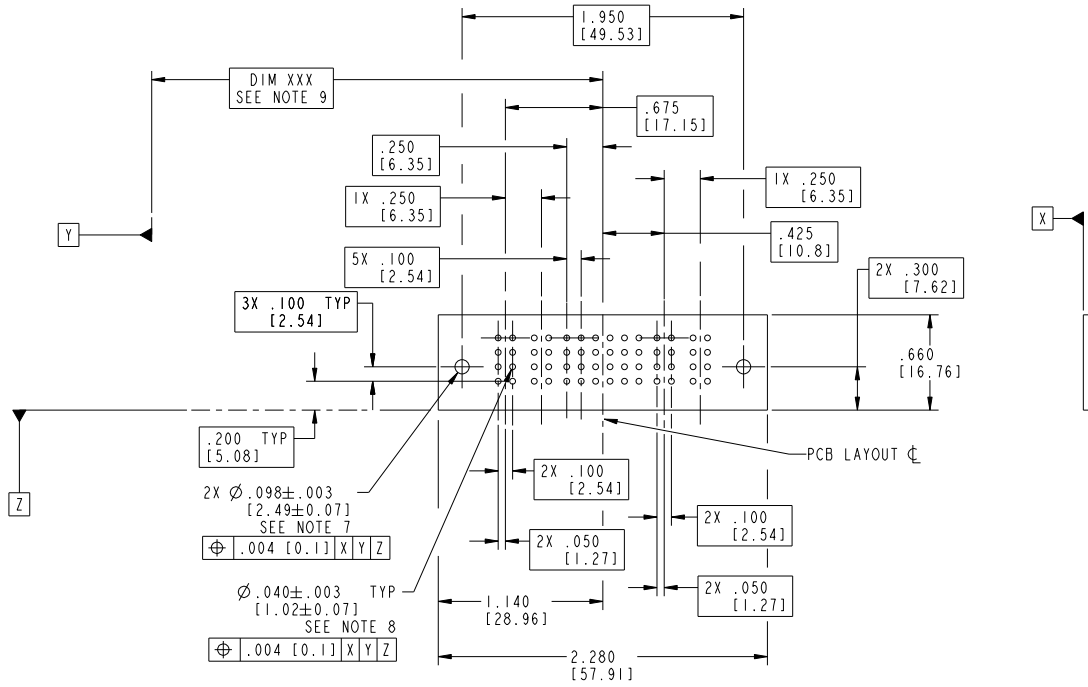 1.950
[49.53]
DIM XXX
SEE NOTE 9
.675
[17.15]
.250
[6.35]
1X .250
[6.35]
1X .250
[6.35]
Y
X
.425
[10.8]
5X .100
[2.54]
2X .300
[7.62]
3X .100 TYP
[2.54]
.660
[16.76]
.200 TYP
[5.08]
PCB LAYOUT ℄
Z
2X .100
[2.54]
2X Ø.098±.003
[2.49±0.07]
SEE NOTE 7
⌖ .004 [0.1] X Y Z
2X .100
[2.54]
2X .050
[1.27]
Ø.040±.003 TYP
[1.02±0.07]
SEE NOTE 8
⌖ .004 [0.1] X Y Z
2X .050
[1.27]
1.140
[28.96]
2.280
[57.91]